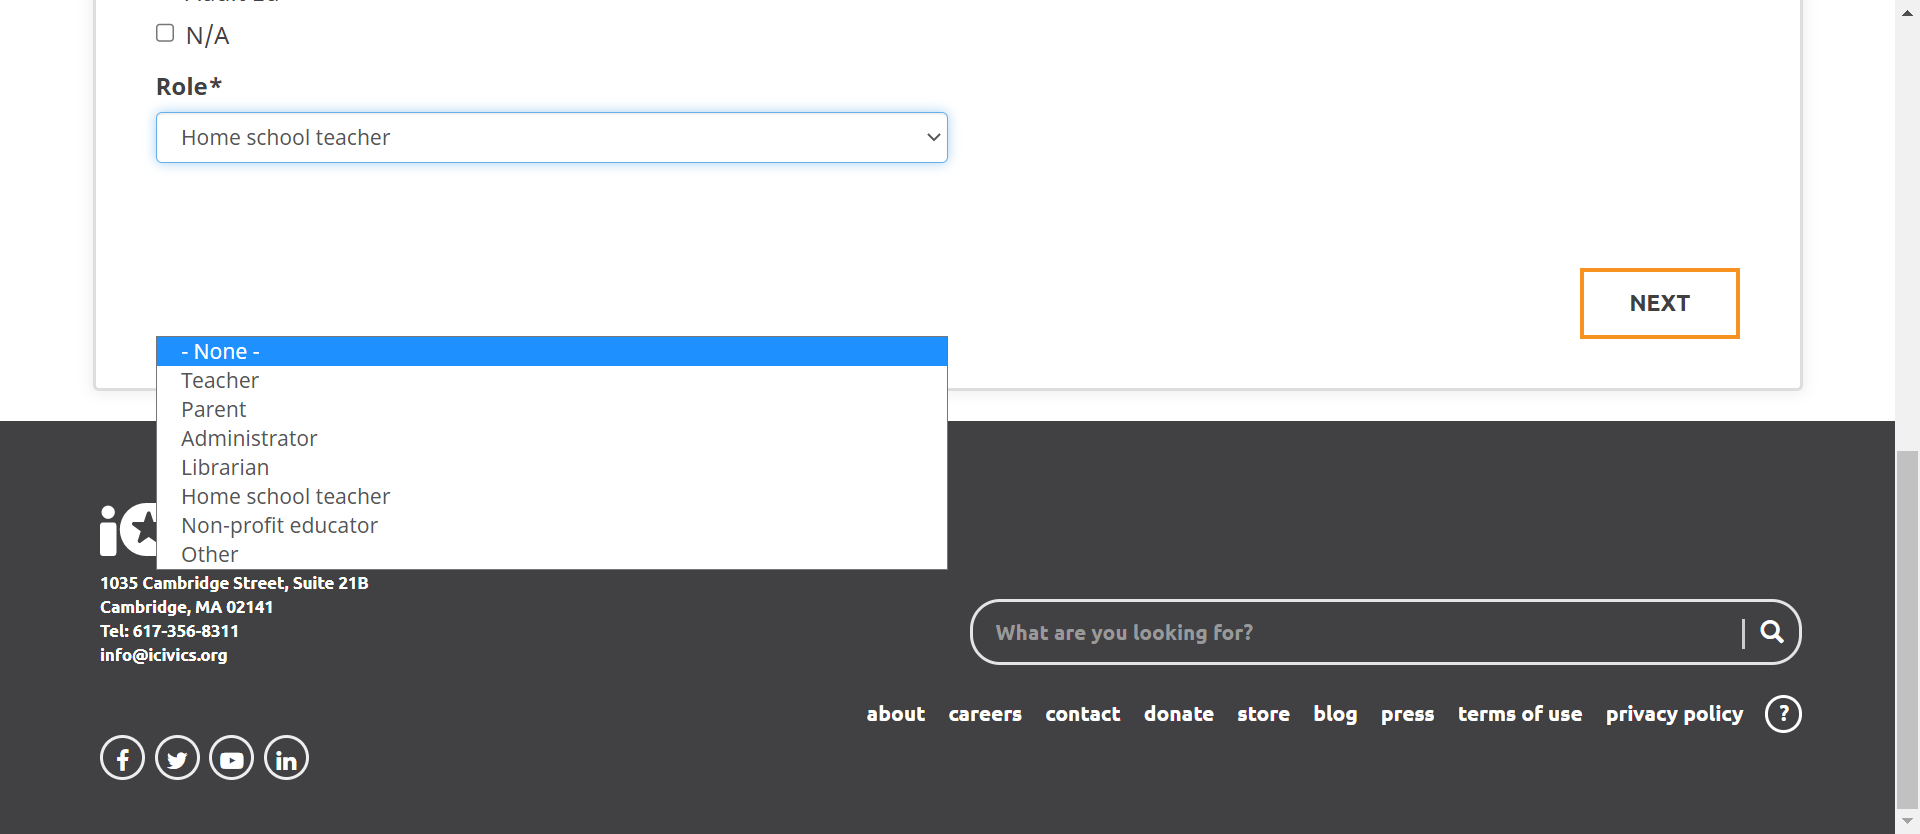 N/A
Role*
Home school teacher
NEXT
- None -
Teacher
Parent
Administrator
Librarian
Home school teacher
Non-profit educator
Other
1035 Cambridge Street, Suite 21B
Cambridge, MA 02141
Tel: 617-356-8311
info@icivics.org
What are you looking for?
about careers contact donate store blog press terms of use privacy policy ?